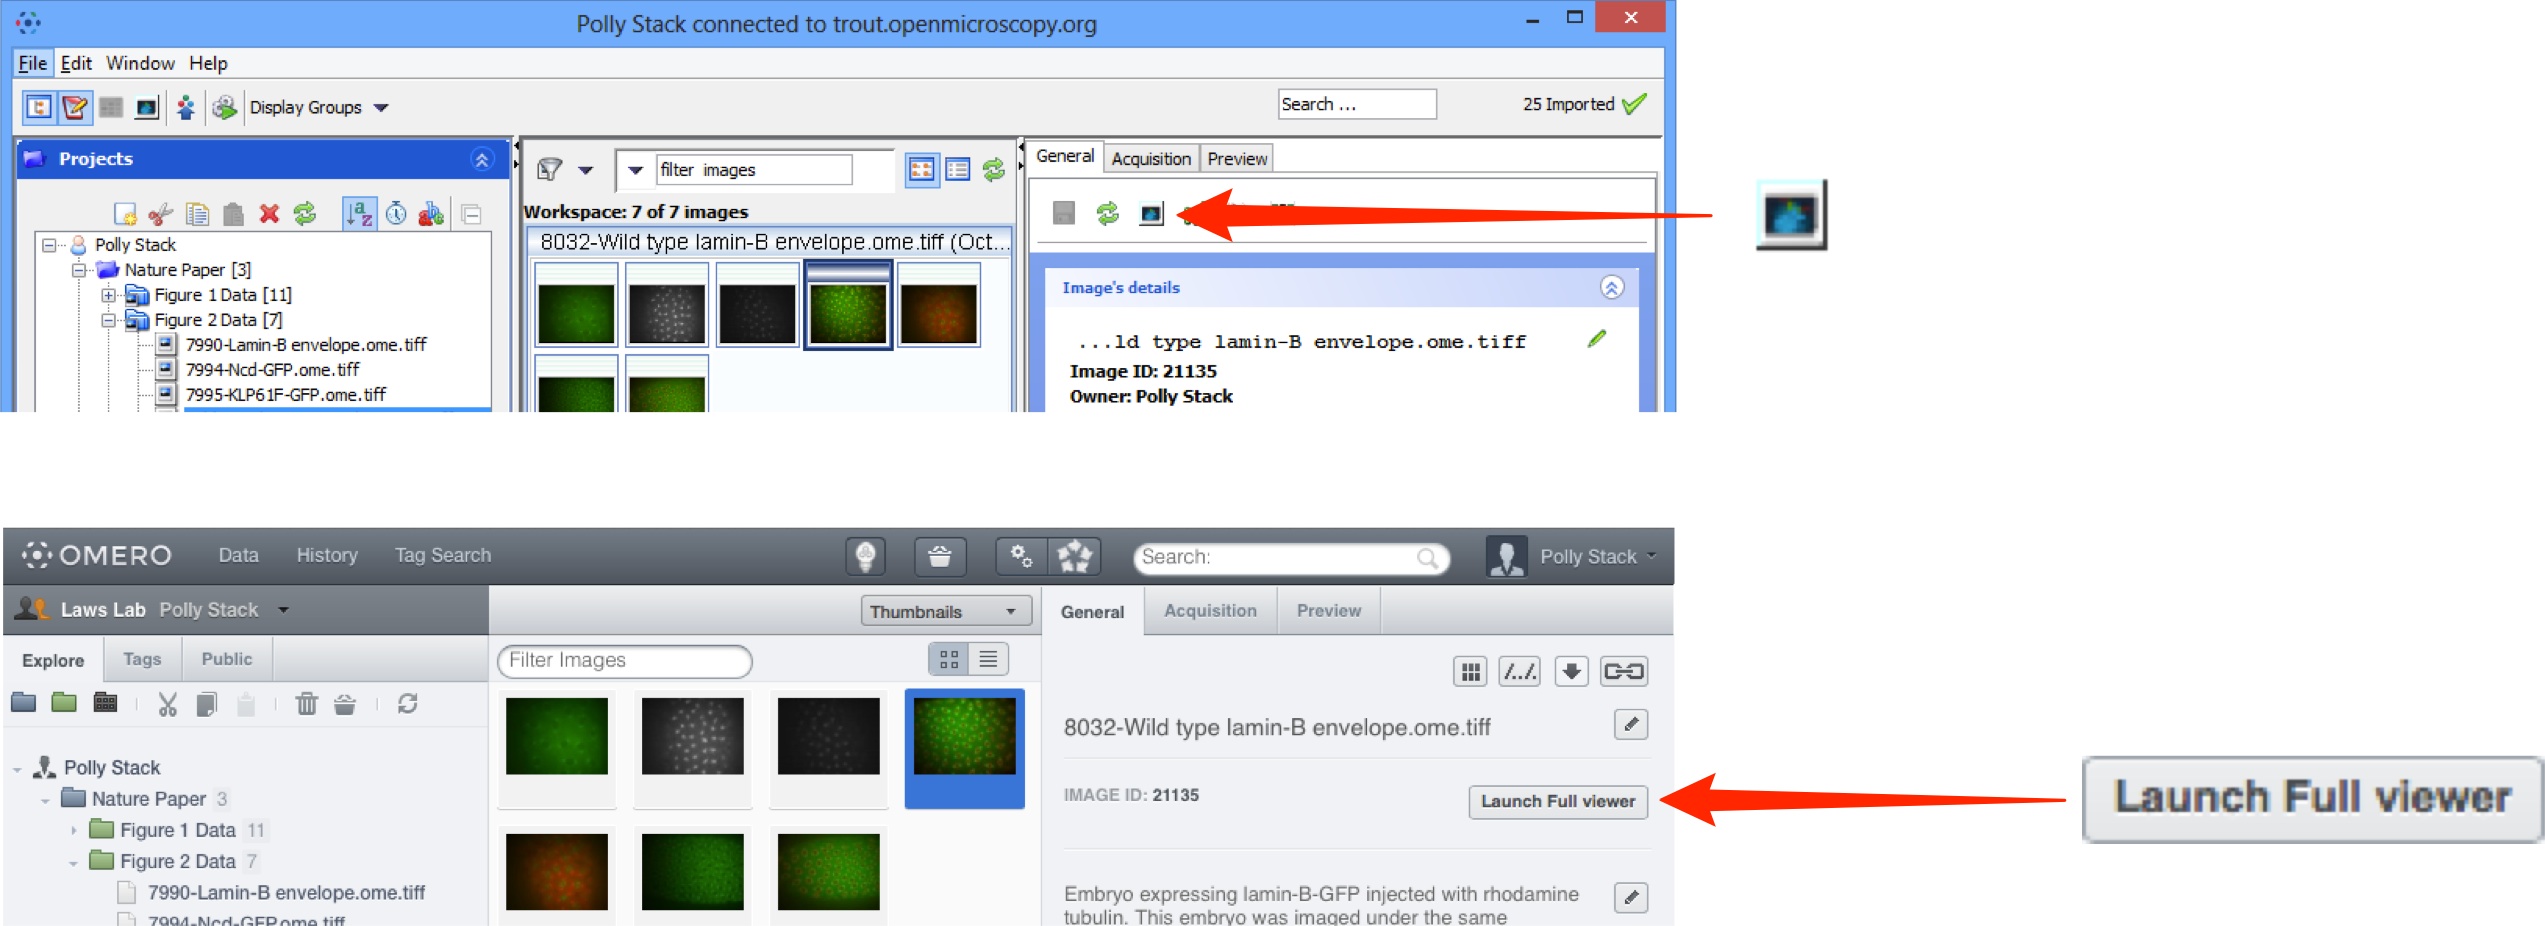 Polly Stack connected to trout.openmicroscopy.org
File Edit Window Help
Display Groups
Search ...
25 Imported
Projects
filter images
General Acquisition Preview
Workspace: 7 of 7 images
Polly Stack
Nature Paper [3]
Figure 1 Data [11]
Figure 2 Data [7]
7990-Lamin-B envelope.ome.tiff
7994-Ncd-GFP.ome.tiff
7995-KLP61F-GFP.ome.tiff
8032-Wild type lamin-B envelope.ome.tiff (Oct...
Image's details
...ld type lamin-B envelope.ome.tiff
Image ID: 21135
Owner: Polly Stack
OMERO Data History Tag Search
Search:
Polly Stack
Laws Lab Polly Stack
Thumbnails
General Acquisition Preview
Explore Tags Public
Filter Images
Polly Stack
Nature Paper 3
Figure 1 Data 11
Figure 2 Data 7
7990-Lamin-B envelope.ome.tiff
7994-Ncd-GFP.ome.tiff
8032-Wild type lamin-B envelope.ome.tiff
IMAGE ID: 21135
Launch Full viewer
Embryo expressing lamin-B-GFP injected with rhodamine
tubulin. This embryo was imaged under the same
Launch Full viewer